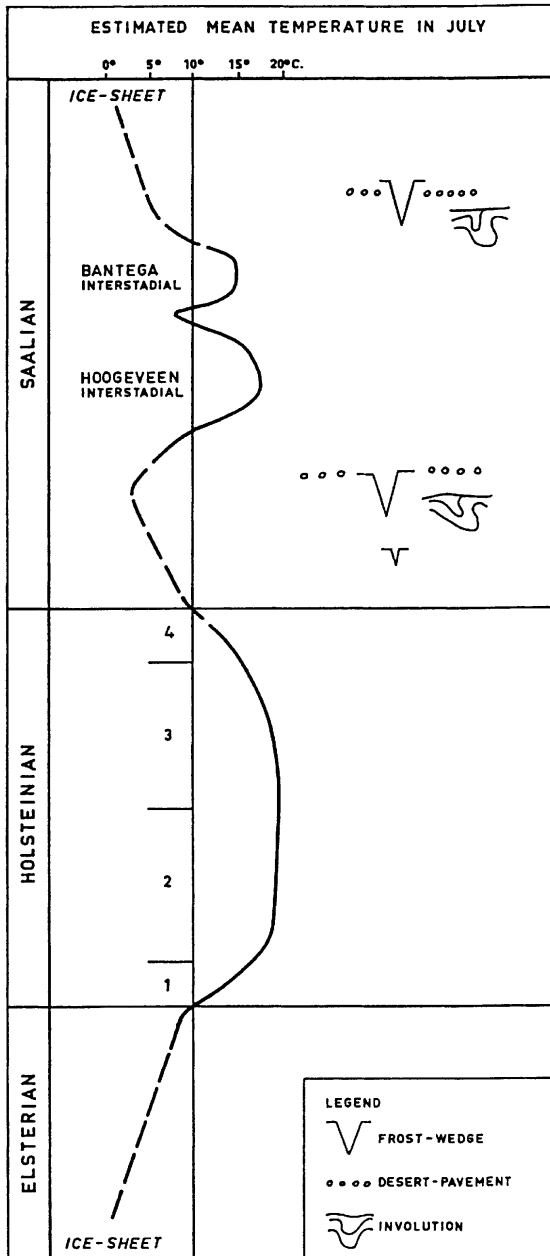 ESTIMATED MEAN TEMPERATURE IN JULY
0° 5° 10° 15° 20°C.
ICE-SHEET
BANTEGA
INTERSTADIAL
HOOGEVEEN
INTERSTADIAL
SAALIAN
4
3
2
1
HOLSTEINIAN
ELSTERIAN
ICE-SHEET
LEGEND
FROST-WEDGE
DESERT-PAVEMENT
INVOLUTION